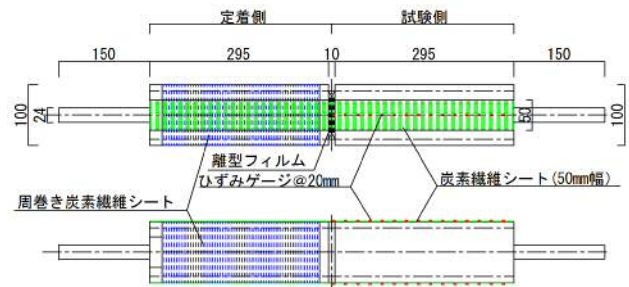 定着側 試験側
150 295 10 295 150
100 24 50 100
離型フィルム
ひずみゲージ@20mm 炭素繊維シート(50mm幅)
周巻き炭素繊維シート